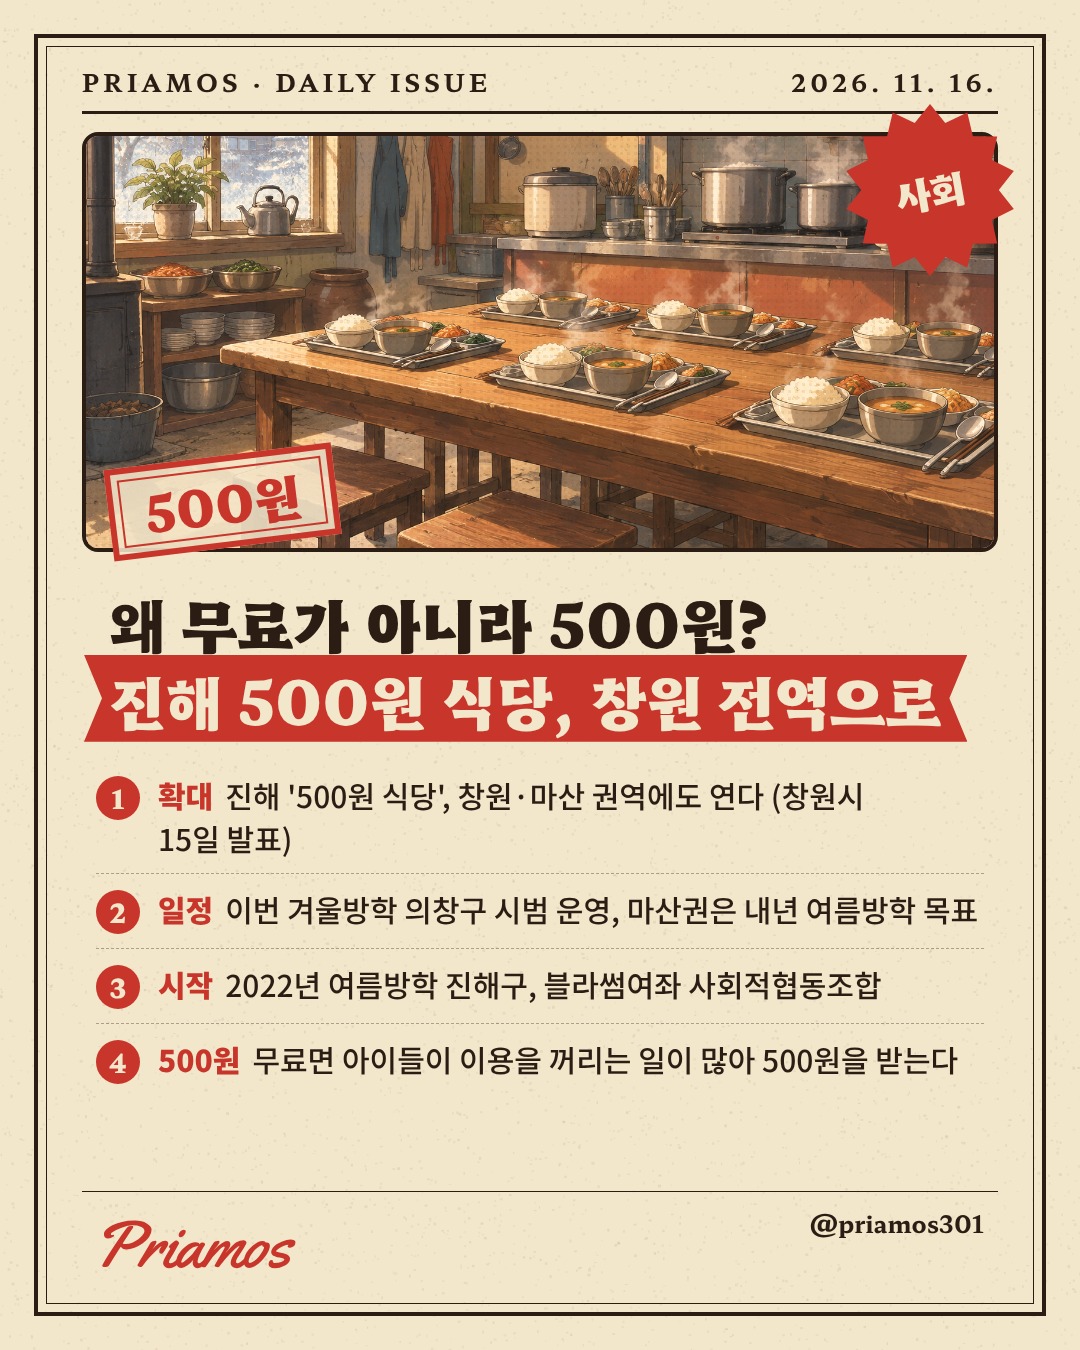 PRIAMOS · DAILY ISSUE
2026. 11. 16.
사회
500원
왜 무료가 아니라 500원?
진해 500원 식당, 창원 전역으로
1 확대 진해 '500원 식당', 창원·마산 권역에도 연다 (창원시
15일 발표)
2 일정 이번 겨울방학 의창구 시범 운영, 마산권은 내년 여름방학 목표
3 시작 2022년 여름방학 진해구, 블라썸여좌 사회적협동조합
4 500원 무료면 아이들이 이용을 꺼리는 일이 많아 500원을 받는다
Priamos
@priamos301